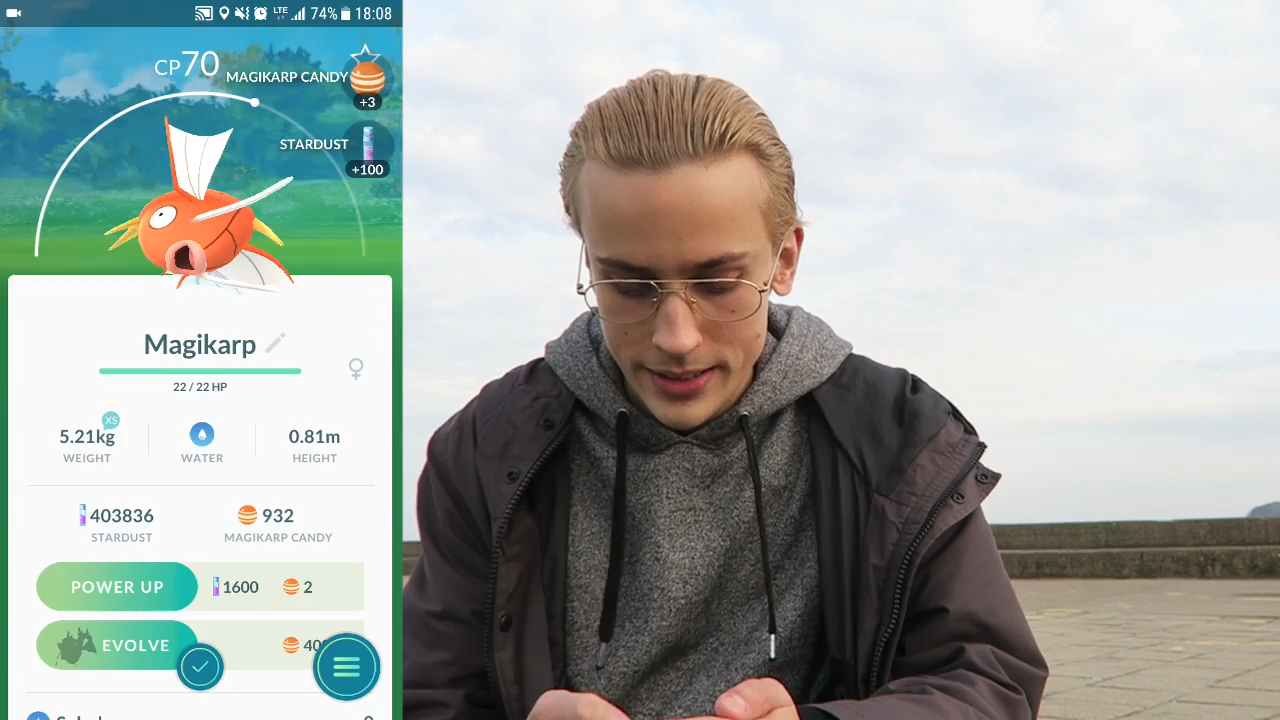 LTE 74% 18:08
CP70
MAGIKARP CANDY
+3
STARDUST
+100
Magikarp
22 / 22 HP
XS
5.21kg 0.81m
WEIGHT WATER HEIGHT
403836 932
STARDUST MAGIKARP CANDY
POWER UP 1600 2
EVOLVE